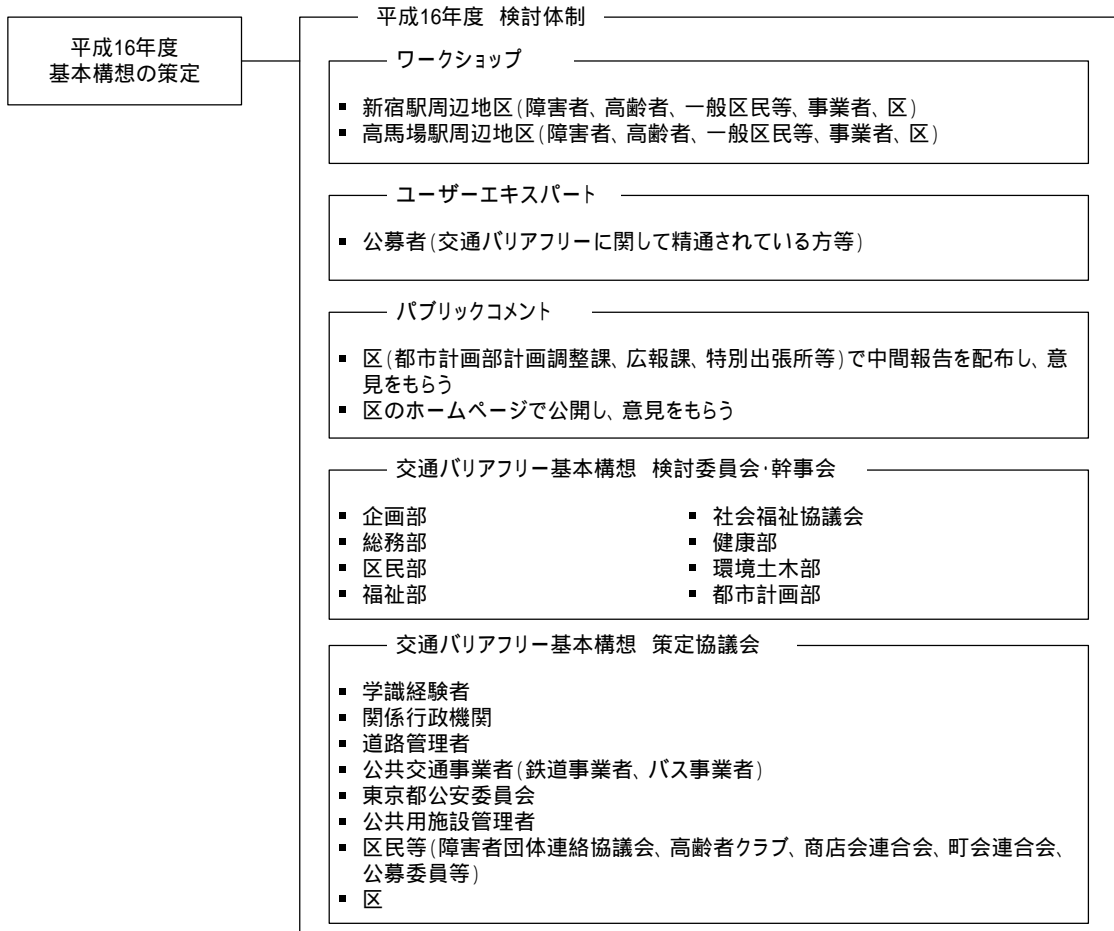 平成16年度
基本構想の策定
平成16年度 検討体制
ワークショップ
▪ 新宿駅周辺地区(障害者、高齢者、一般区民等、事業者、区)
▪ 高馬場駅周辺地区(障害者、高齢者、一般区民等、事業者、区)
ユーザーエキスパート
▪ 公募者(交通バリアフリーに関して精通されている方等)
パブリックコメント
▪ 区(都市計画部計画調整課、広報課、特別出張所等)で中間報告を配布し、意
見をもらう
▪ 区のホームページで公開し、意見をもらう
交通バリアフリー基本構想 検討委員会・幹事会
▪ 企画部
▪ 総務部
▪ 区民部
▪ 福祉部
▪ 社会福祉協議会
▪ 健康部
▪ 環境土木部
▪ 都市計画部
交通バリアフリー基本構想 策定協議会
▪ 学識経験者
▪ 関係行政機関
▪ 道路管理者
▪ 公共交通事業者(鉄道事業者、バス事業者)
▪ 東京都公安委員会
▪ 公共用施設管理者
▪ 区民等(障害者団体連絡協議会、高齢者クラブ、商店会連合会、町会連合会、
公募委員等)
▪ 区